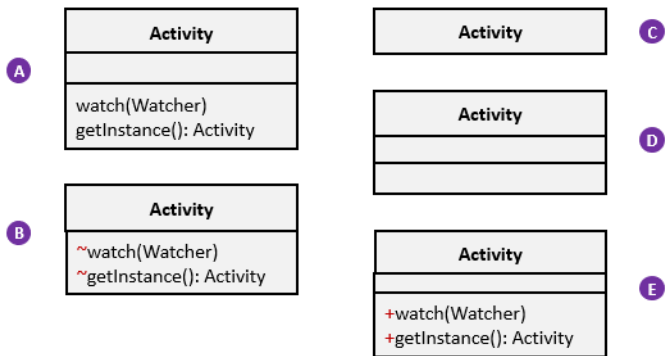 Activity
A
watch(Watcher)
getInstance(): Activity
Activity
B
~watch(Watcher)
~getInstance(): Activity
Activity
C
Activity
D
Activity
E
+watch(Watcher)
+getInstance(): Activity